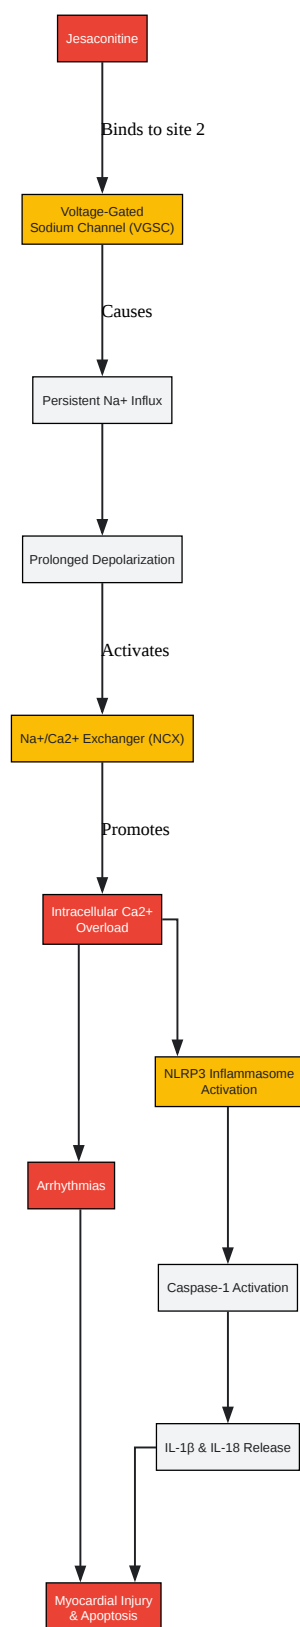 Jesaconitine
Binds to site 2
Voltage-Gated
Sodium Channel (VGSC)
Causes
Persistent Na+ Influx
Prolonged Depolarization
Activates
Na+/Ca2+ Exchanger (NCX)
Promotes
Intracellular Ca2+
Overload
NLRP3 Inflammasome
Activation
Arrhythmias
Caspase-1 Activation
IL-1β & IL-18 Release
Myocardial Injury
& Apoptosis